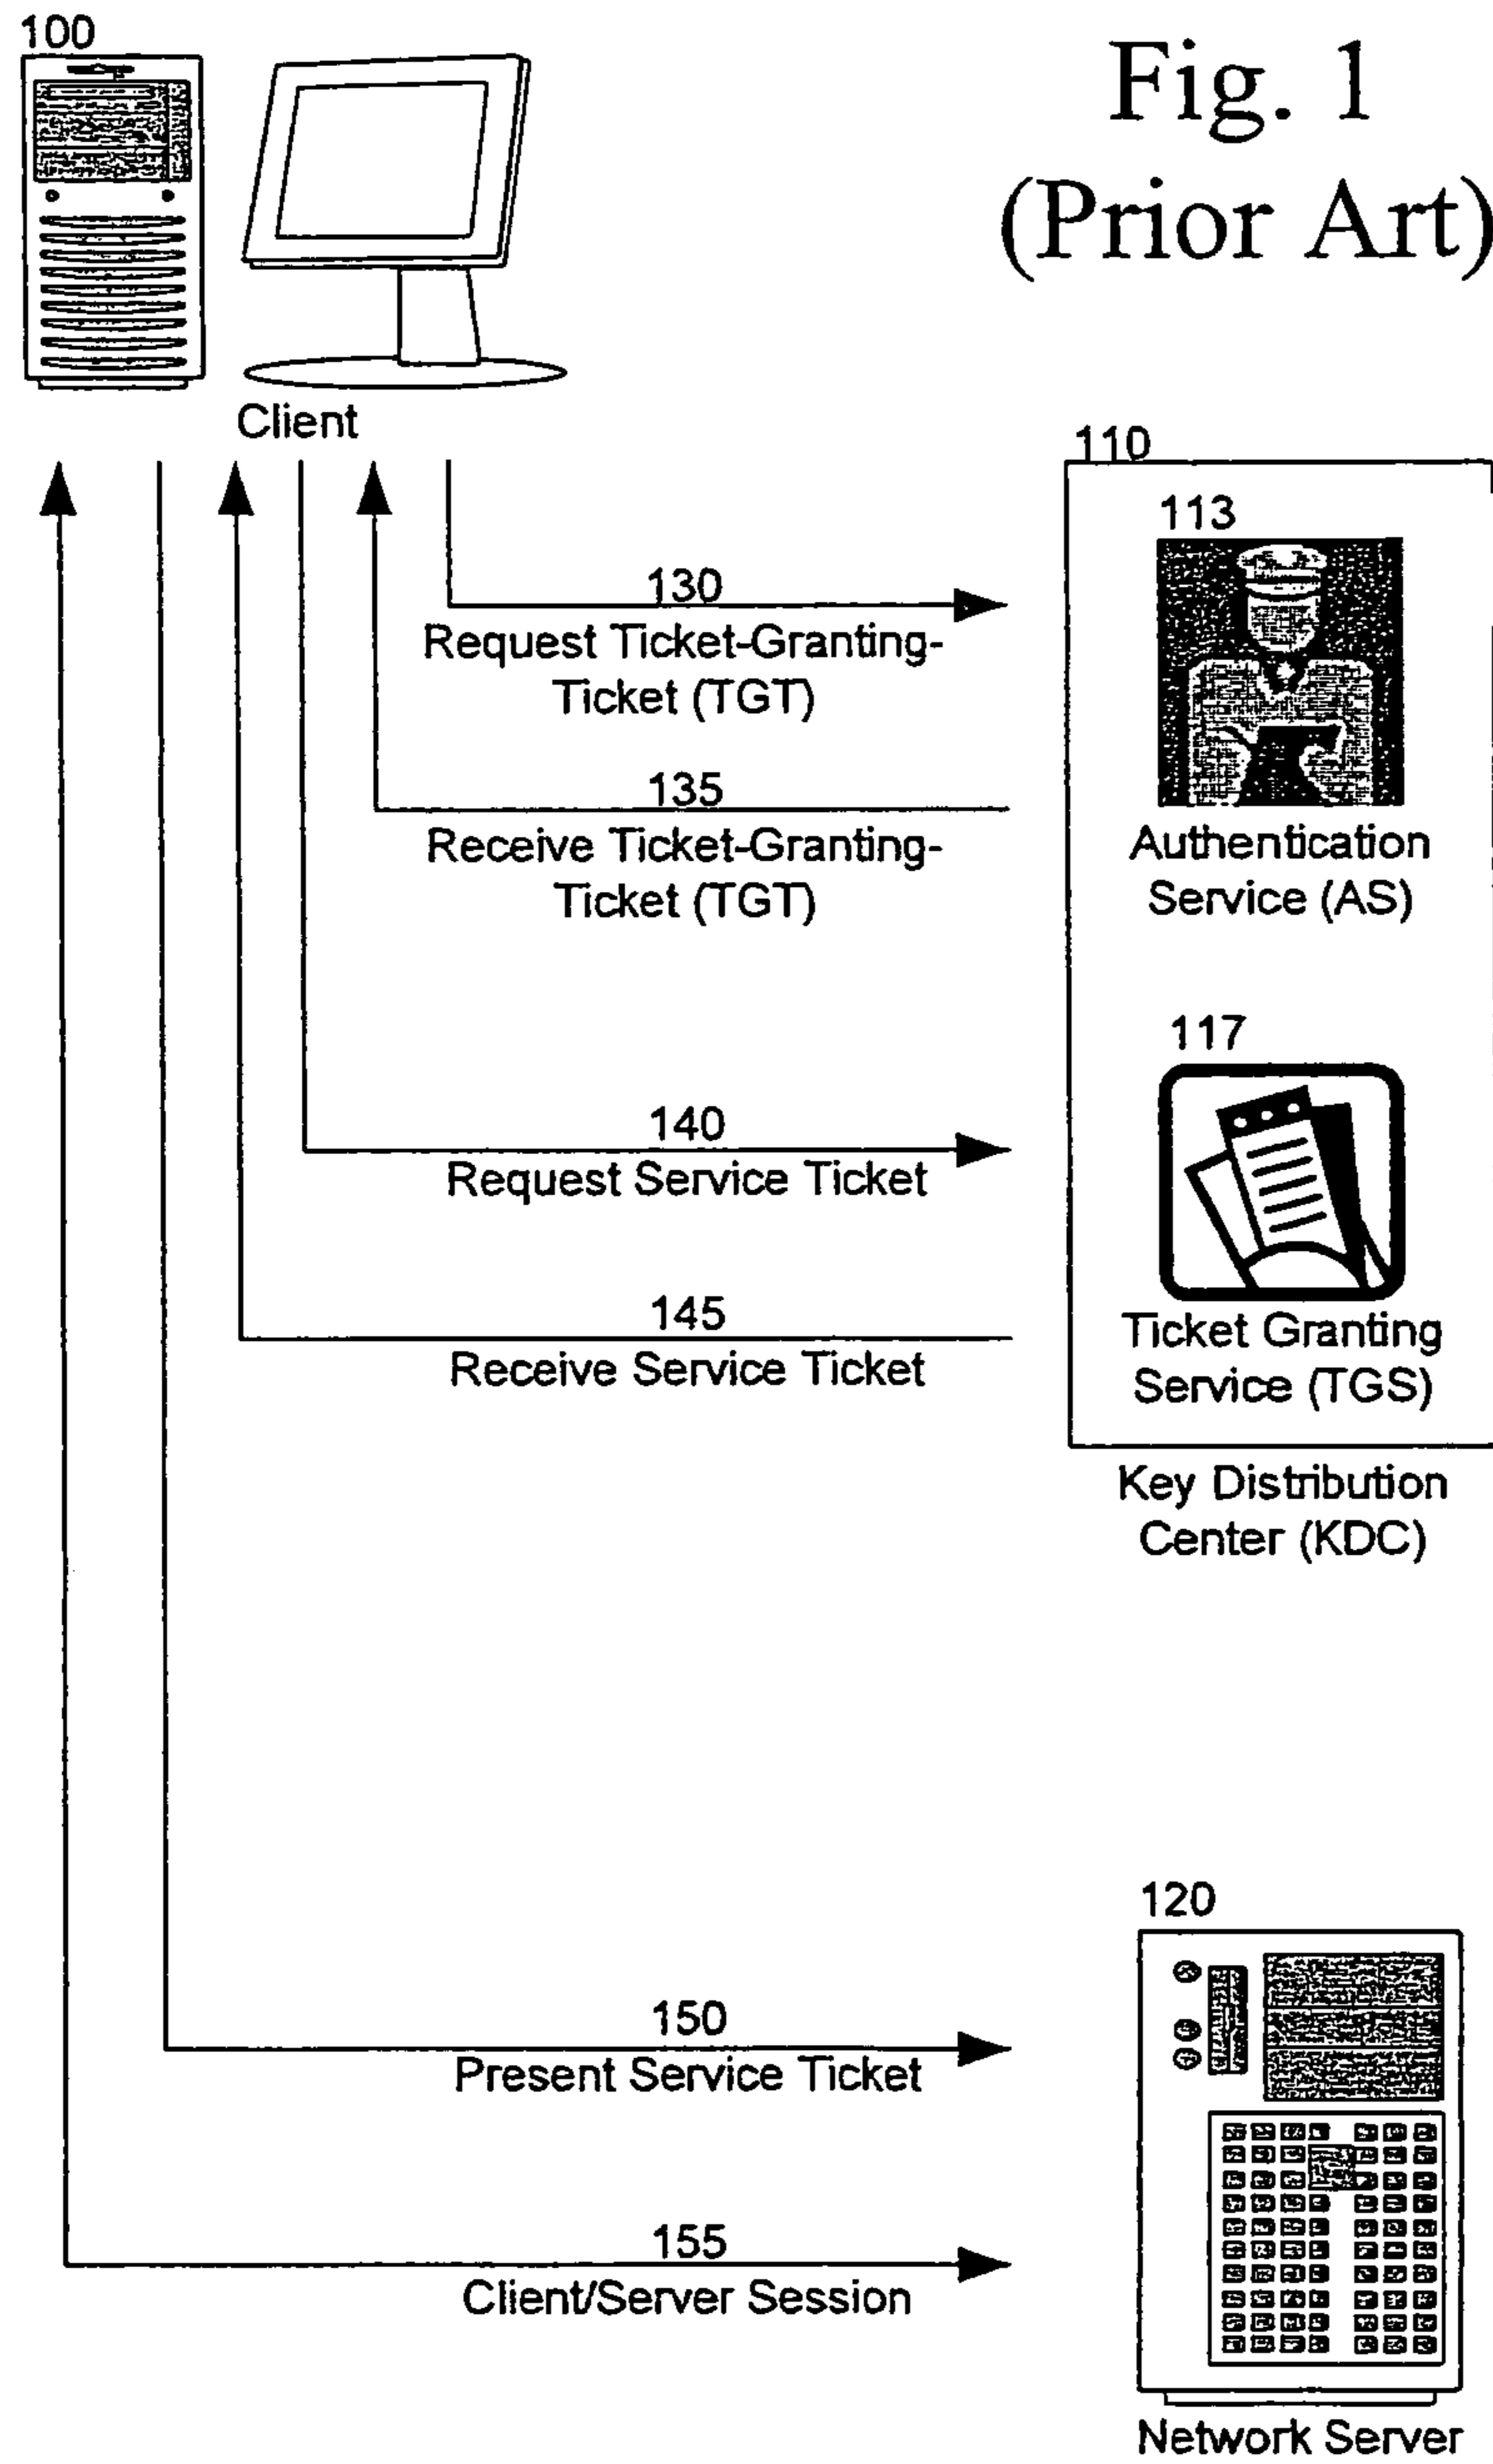 100
Fig. 1
(Prior Art)
Client
110
113
130
Request Ticket-Granting-
Ticket (TGT)
135
Receive Ticket-Granting-
Ticket (TGT)
Authentication
Service (AS)
117
140
Request Service Ticket
145
Receive Service Ticket
Ticket Granting
Service (TGS)
Key Distribution
Center (KDC)
120
150
Present Service Ticket
155
Client/Server Session
Network Server